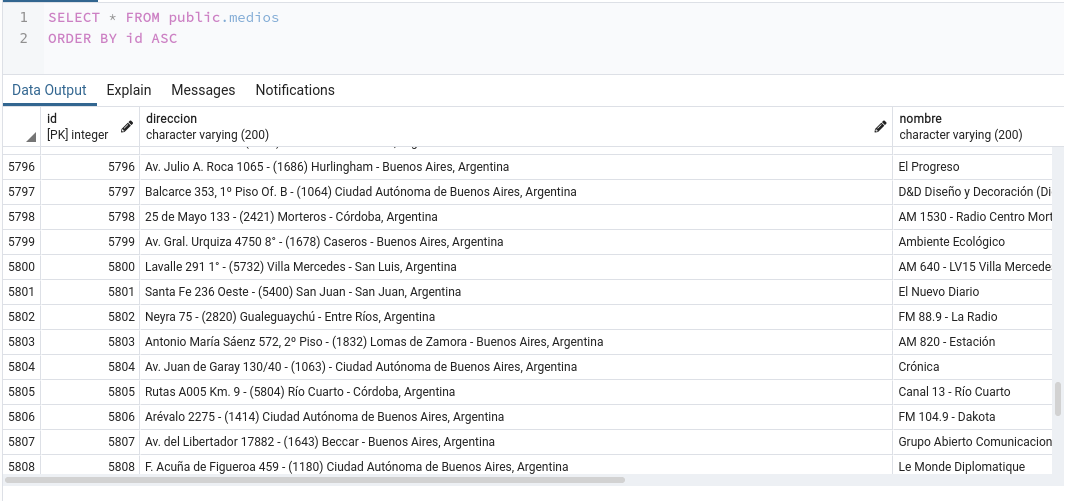 1 SELECT * FROM public.medios
2 ORDER BY id ASC
Data Output Explain Messages Notifications
id direccion nombre
[PK] integer character varying (200) character varying (200)
5796 5796 Av. Julio A. Roca 1065 - (1686) Hurlingham - Buenos Aires, Argentina El Progreso
5797 5797 Balcarce 353, 1º Piso Of. B - (1064) Ciudad Autónoma de Buenos Aires, Argentina D&D Diseño y Decoración (Di
5798 5798 25 de Mayo 133 - (2421) Morteros - Córdoba, Argentina AM 1530 - Radio Centro Mort
5799 5799 Av. Gral. Urquiza 4750 8° - (1678) Caseros - Buenos Aires, Argentina Ambiente Ecológico
5800 5800 Lavalle 291 1° - (5732) Villa Mercedes - San Luis, Argentina AM 640 - LV15 Villa Mercede
5801 5801 Santa Fe 236 Oeste - (5400) San Juan - San Juan, Argentina El Nuevo Diario
5802 5802 Neyra 75 - (2820) Gualeguaychú - Entre Ríos, Argentina FM 88.9 - La Radio
5803 5803 Antonio María Sáenz 572, 2º Piso - (1832) Lomas de Zamora - Buenos Aires, Argentina AM 820 - Estación
5804 5804 Av. Juan de Garay 130/40 - (1063) - Ciudad Autónoma de Buenos Aires, Argentina Crónica
5805 5805 Rutas A005 Km. 9 - (5804) Río Cuarto - Córdoba, Argentina Canal 13 - Río Cuarto
5806 5806 Arévalo 2275 - (1414) Ciudad Autónoma de Buenos Aires, Argentina FM 104.9 - Dakota
5807 5807 Av. del Libertador 17882 - (1643) Beccar - Buenos Aires, Argentina Grupo Abierto Comunicacion
5808 5808 F. Acuña de Figueroa 459 - (1180) Ciudad Autónoma de Buenos Aires, Argentina Le Monde Diplomatique